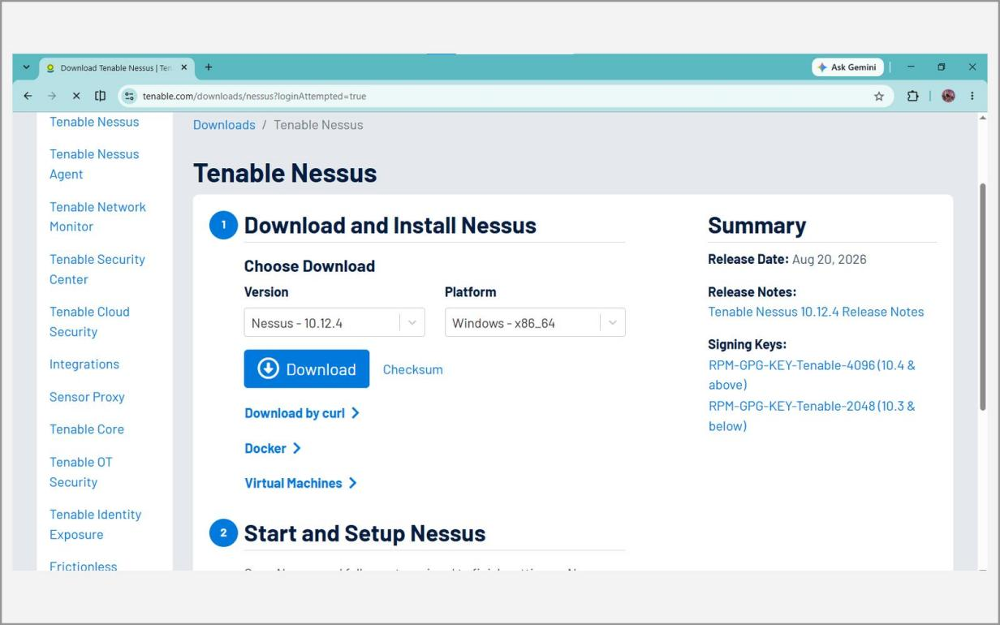 Download Tenable Nessus | Ten
Ask Gemini
tenable.com/downloads/nessus?loginAttempted=true
Tenable Nessus
Tenable Nessus
Agent
Tenable Network
Monitor
Tenable Security
Center
Tenable Cloud
Security
Integrations
Sensor Proxy
Tenable Core
Tenable OT
Security
Tenable Identity
Exposure
Frictionless
Downloads / Tenable Nessus
Tenable Nessus
1 Download and Install Nessus
Choose Download
Version Platform
Nessus - 10.12.4 Windows - x86_64
Download Checksum
Download by curl
Docker
Virtual Machines
2 Start and Setup Nessus
Summary
Release Date: Aug 20, 2026
Release Notes:
Tenable Nessus 10.12.4 Release Notes
Signing Keys:
RPM-GPG-KEY-Tenable-4096 (10.4 &
above)
RPM-GPG-KEY-Tenable-2048 (10.3 &
below)